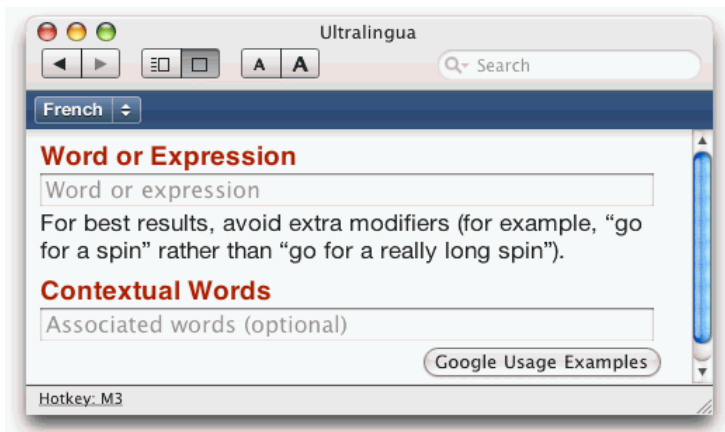 Ultralingua
A A
Search
French
Word or Expression
Word or expression
For best results, avoid extra modifiers (for example, “go
for a spin” rather than “go for a really long spin”).
Contextual Words
Associated words (optional)
Google Usage Examples
Hotkey: M3